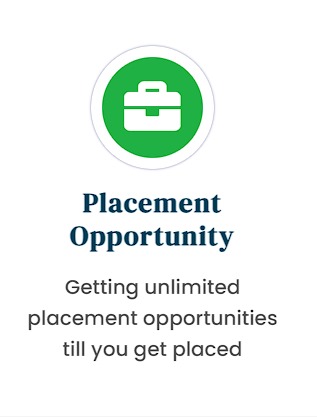 Placement
Opportunity
Getting unlimited
placement opportunities
till you get placed